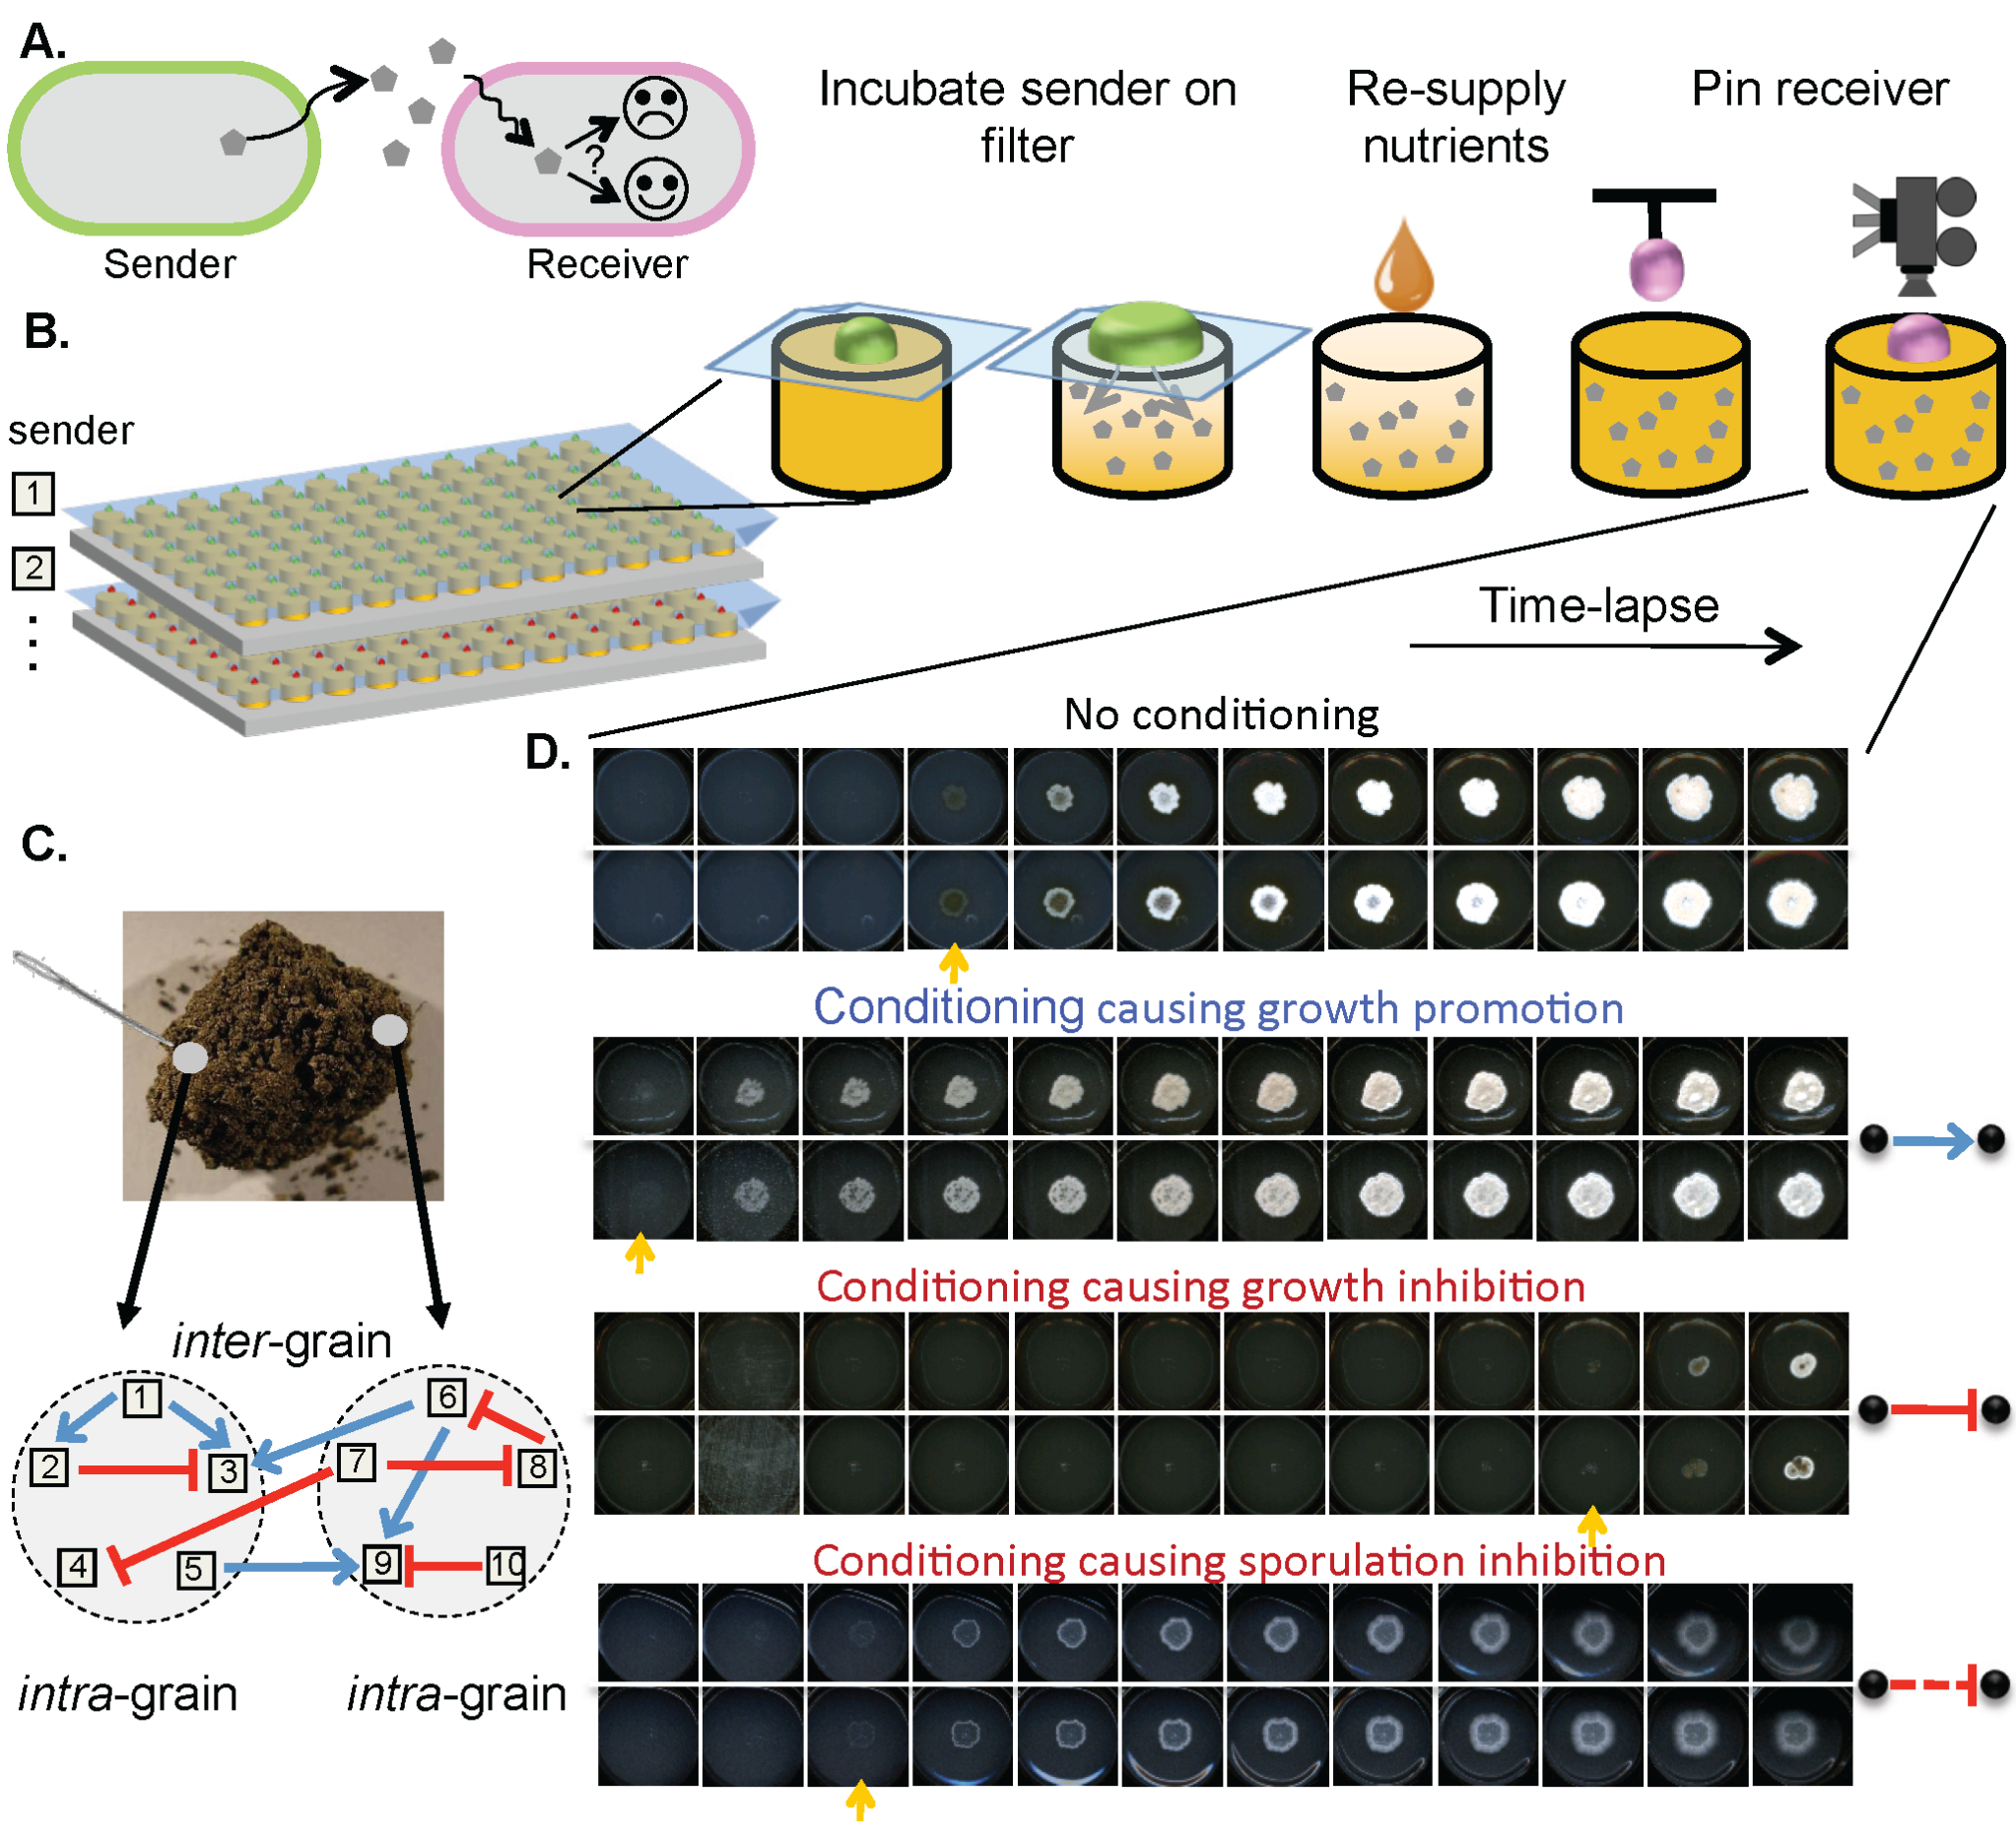 A.
Sender
?
Receiver
Incubate sender on
filter
Re-supply
nutrients
Pin receiver
B.
sender
1
2
Time-lapse
D.
No conditioning
Conditioning causing growth promotion
Conditioning causing growth inhibition
Conditioning causing sporulation inhibition
C.
inter-grain
1
2
3
4
5
6
7
8
9
10
intra-grain
intra-grain